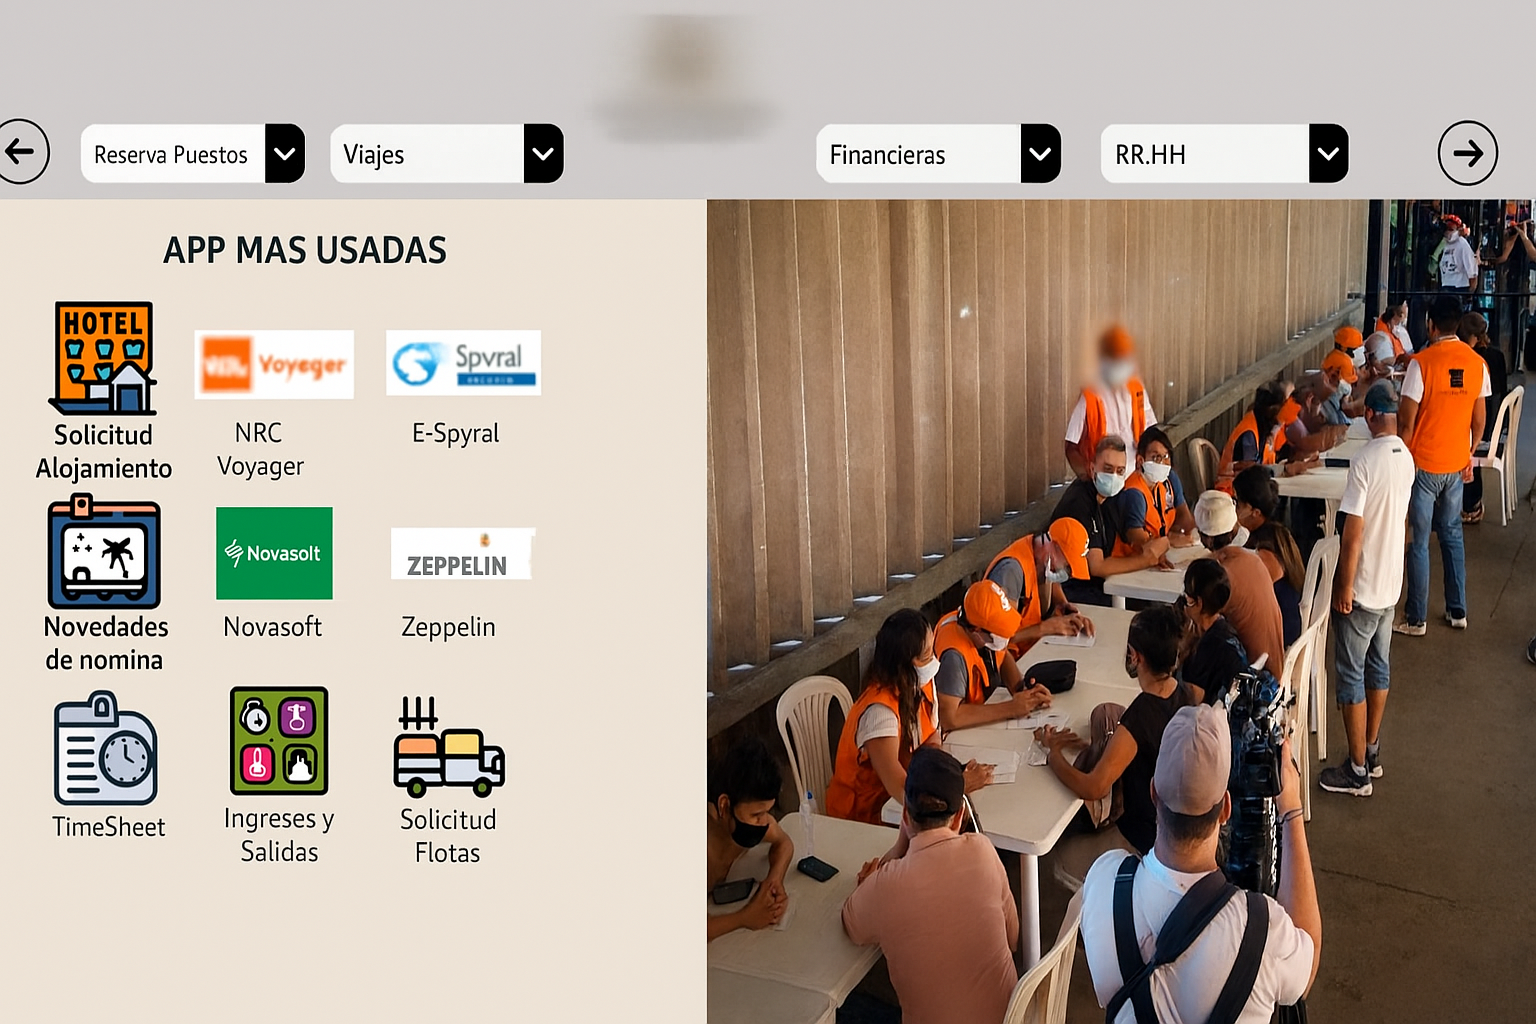 Reserva Puestos
Viajes
Financieras
RR.HH
APP MAS USADAS
HOTEL
Voyeger
Spvral
Solicitud
Alojamiento
NRC
Voyager
E-Spyral
Novasolt
ZEPPELIN
Novedades
de nomina
Novasoft
Zeppelin
TimeSheet
Ingreses y
Salidas
Solicitud
Flotas